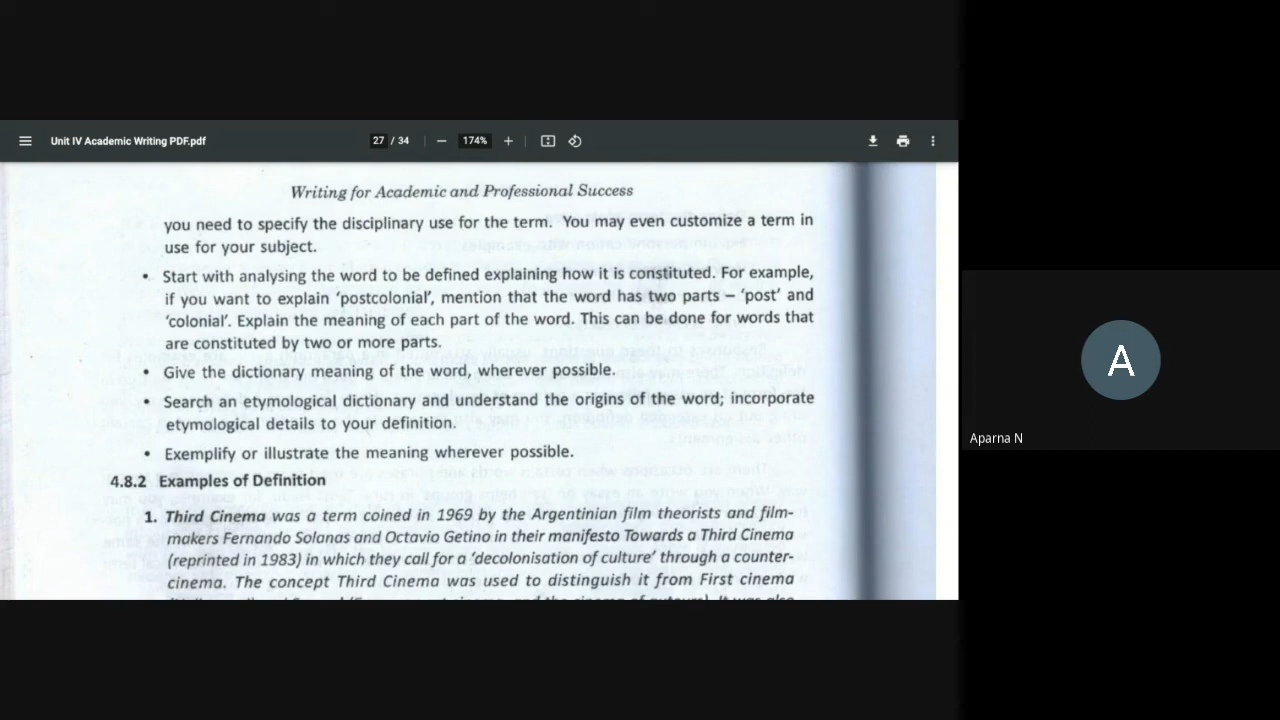 Unit IV Academic Writing PDF.pdf
27 / 34
174%
Writing for Academic and Professional Success
you need to specify the disciplinary use for the term. You may even customize a term in
use for your subject.
• Start with analysing the word to be defined explaining how it is constituted. For example,
if you want to explain ‘postcolonial’, mention that the word has two parts – ‘post’ and
‘colonial’. Explain the meaning of each part of the word. This can be done for words that
are constituted by two or more parts.
• Give the dictionary meaning of the word, wherever possible.
• Search an etymological dictionary and understand the origins of the word; incorporate
etymological details to your definition.
• Exemplify or illustrate the meaning wherever possible.
4.8.2 Examples of Definition
1. Third Cinema was a term coined in 1969 by the Argentinian film theorists and film-
makers Fernando Solanas and Octavio Getino in their manifesto Towards a Third Cinema
(reprinted in 1983) in which they call for a ‘decolonisation of culture’ through a counter-
cinema. The concept Third Cinema was used to distinguish it from First cinema
A
Aparna N